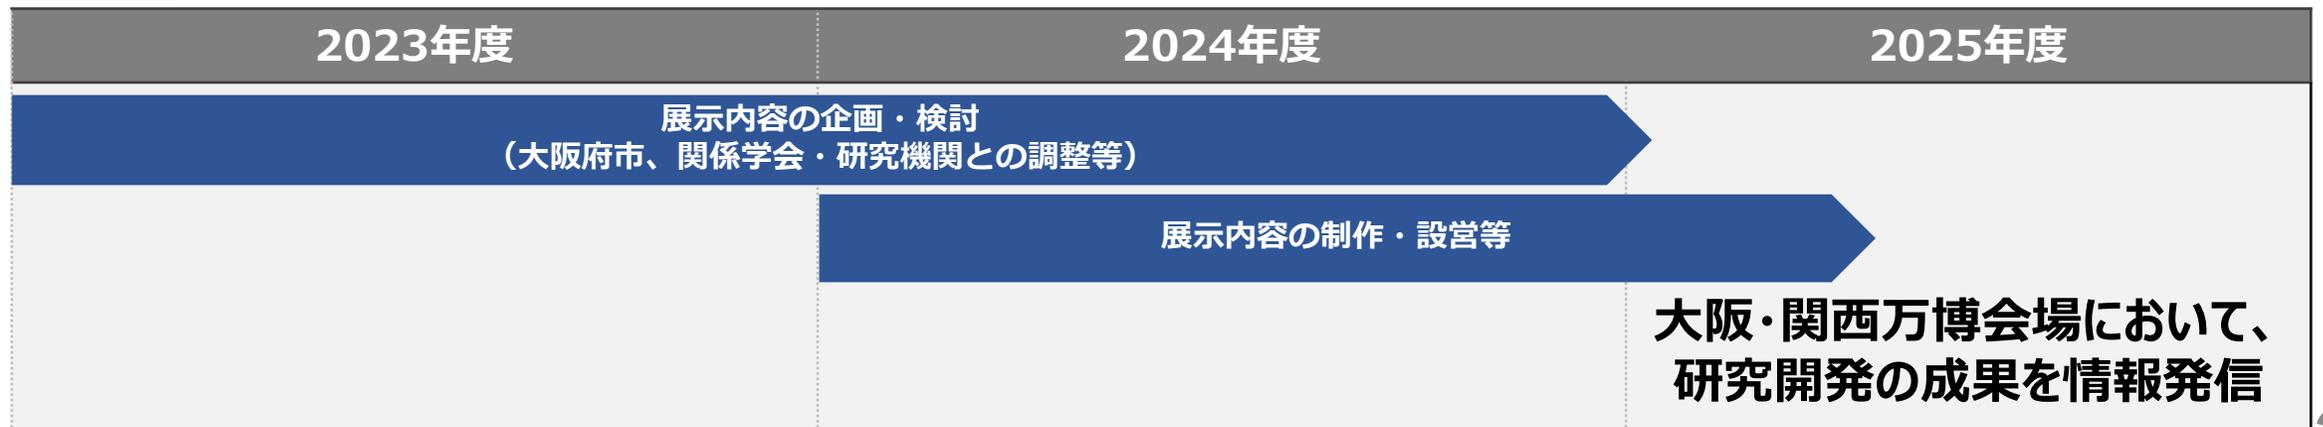 2023年度 2024年度 2025年度
展示内容の企画・検討
（大阪府市、関係学会・研究機関との調整等）
展示内容の制作・設営等
大阪・関西万博会場において、
研究開発の成果を情報発信